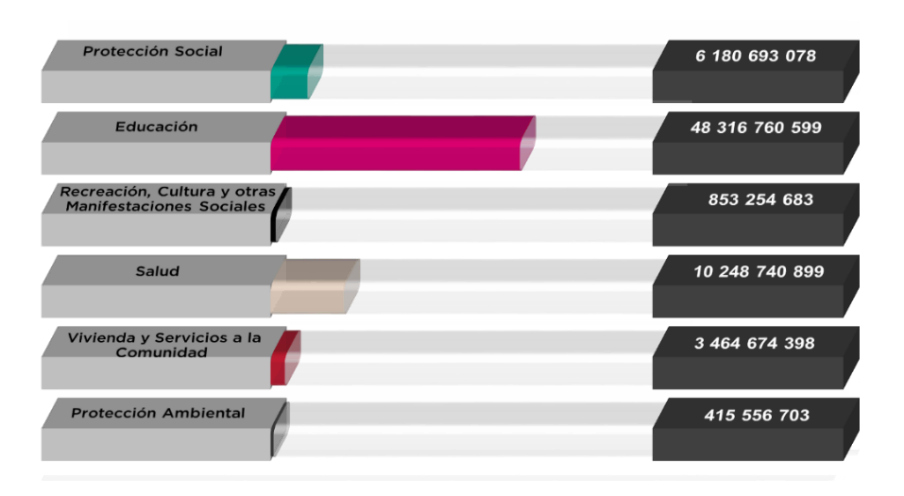 Protección Social
6 180 693 078
Educación
48 316 760 599
Recreación, Cultura y otras
Manifestaciones Sociales
853 254 683
Salud
10 248 740 899
Vivienda y Servicios a la
Comunidad
3 464 674 398
Protección Ambiental
415 556 703